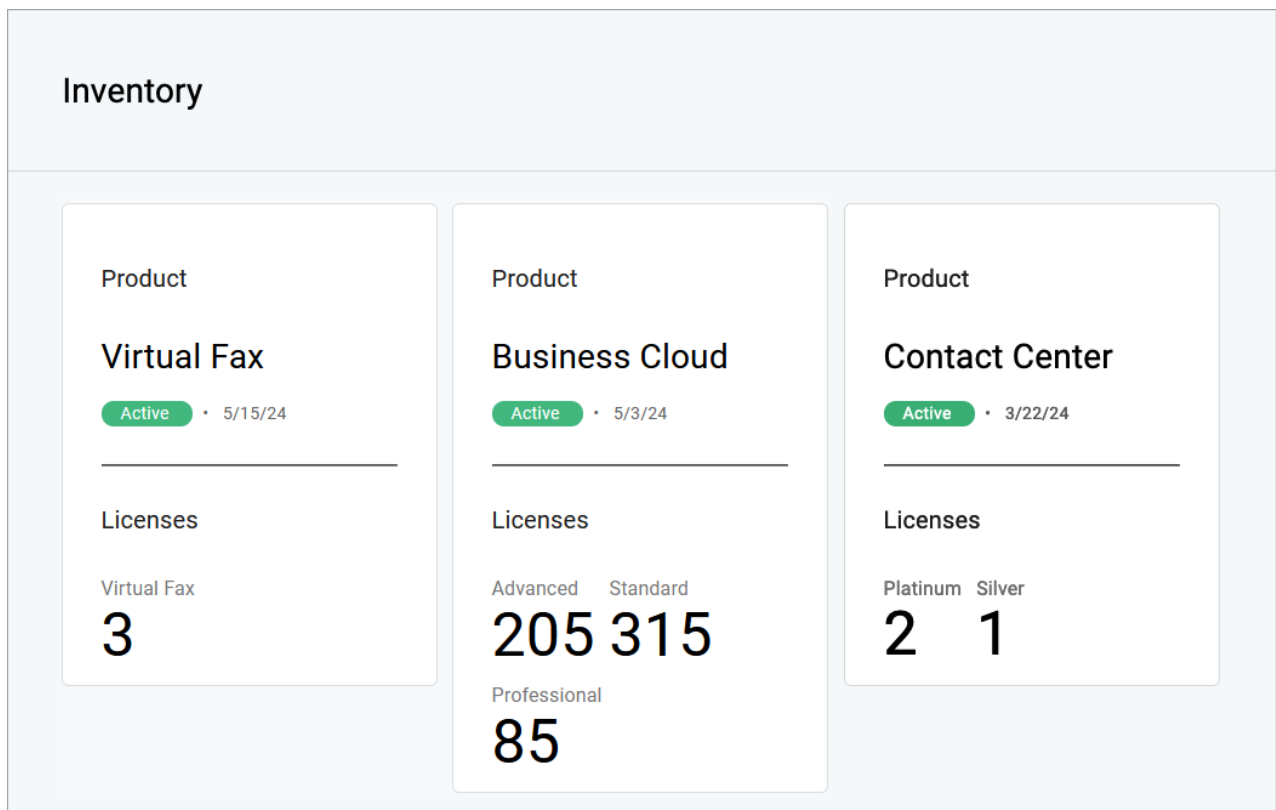 Inventory
Product
Virtual Fax
Active • 5/15/24
Licenses
Virtual Fax
3
Product
Business Cloud
Active • 5/3/24
Licenses
Advanced Standard
205 315
Professional
85
Product
Contact Center
Active • 3/22/24
Licenses
Platinum Silver
2 1